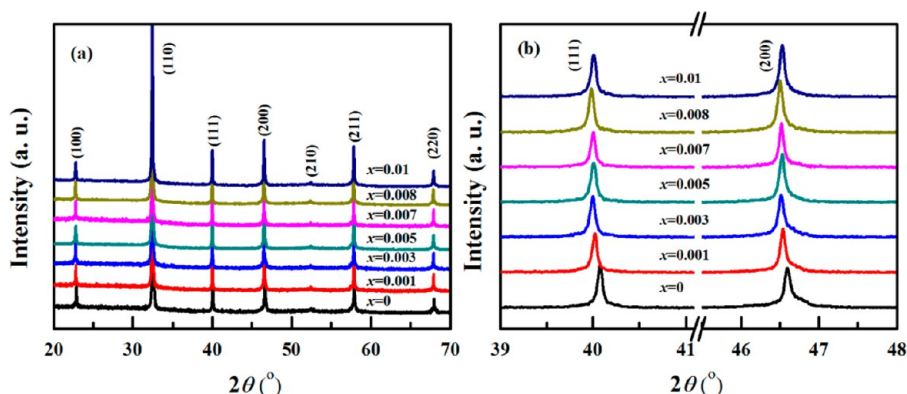 (a)
(100)
(110)
(111)
(200)
(210)
(211)
(220)
x=0.01
x=0.008
x=0.007
x=0.005
x=0.003
x=0.001
x=0
20 30 40 50 60 70
2θ (°)
Intensity (a. u.)
(b)
(111)
(200)
x=0.01
x=0.008
x=0.007
x=0.005
x=0.003
x=0.001
x=0
39 40 41 46 47 48
2θ (°)
Intensity (a. u.)